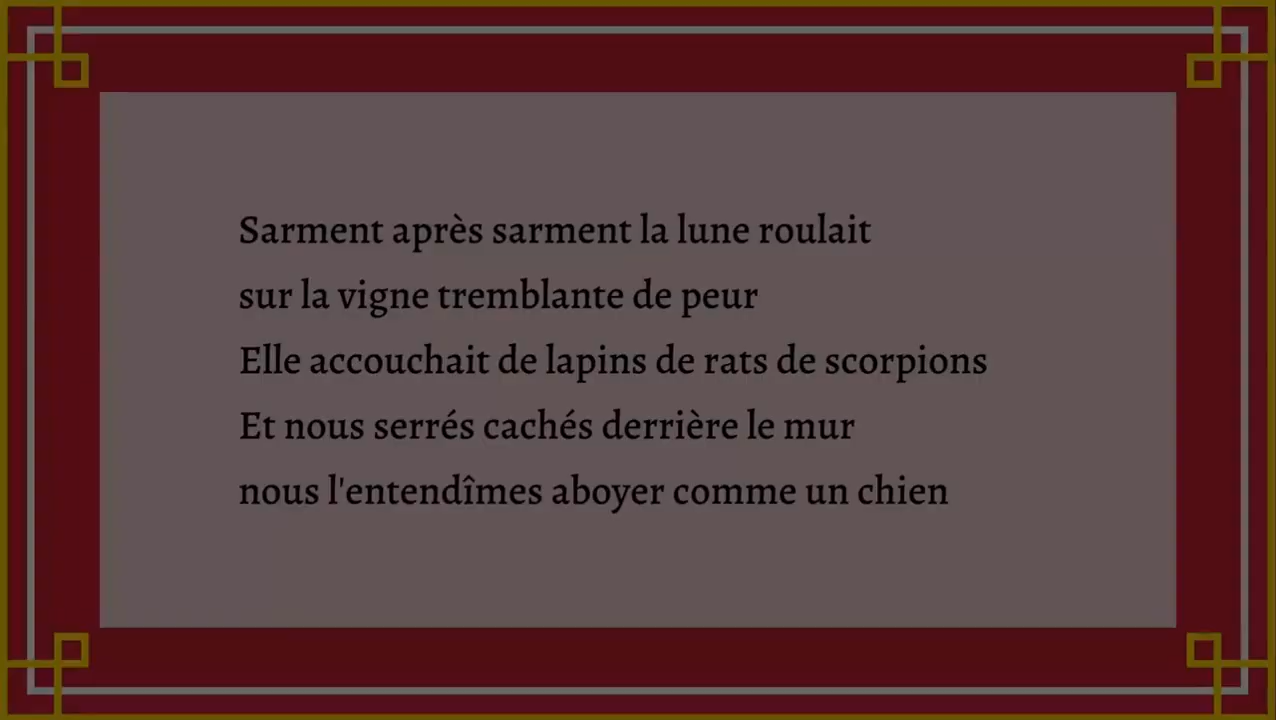 Sarment après sarment la lune roulait
sur la vigne tremblante de peur
Elle accouchait de lapins de rats de scorpions
Et nous serrés cachés derrière le mur
nous l'entendîmes aboyer comme un chien